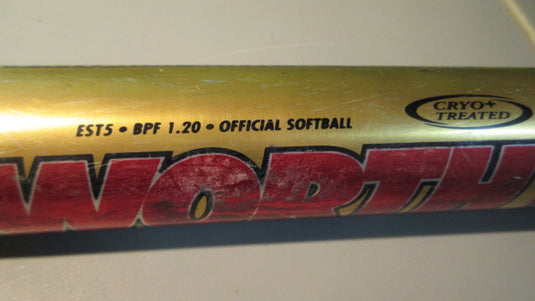 EST5 • BPF 1.20 • OFFICIAL SOFTBALL
CRYO+
TREATED
WORTH